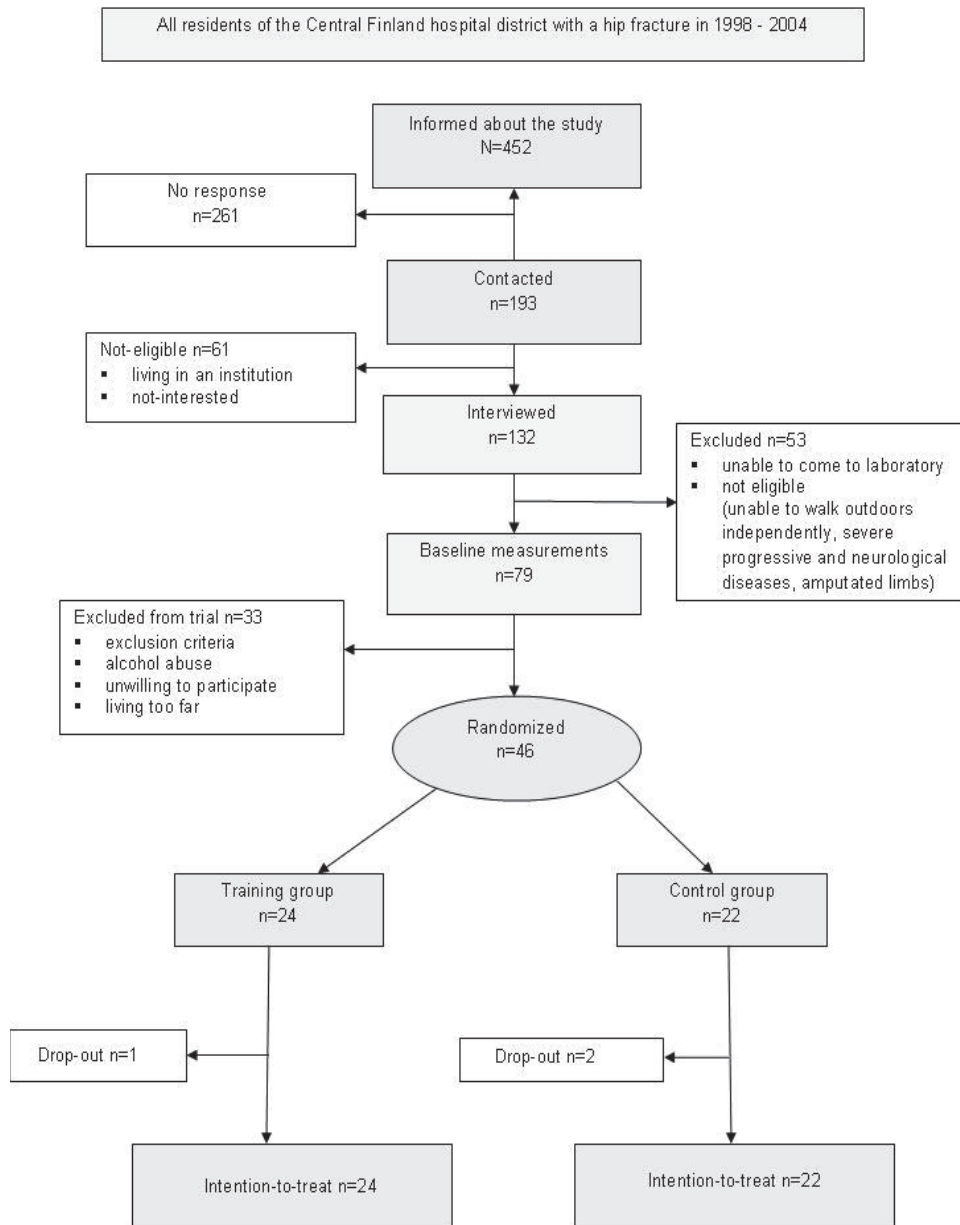 All residents of the Central Finland hospital district with a hip fracture in 1998 - 2004
Informed about the study
N=452
No response
n=261
Contacted
n=193
Not-eligible n=61
▪ living in an institution
▪ not-interested
Interviewed
n=132
Excluded n=53
▪ unable to come to laboratory
▪ not eligible
(unable to walk outdoors
independently, severe
progressive and neurological
diseases, amputated limbs)
Baseline measurements
n=79
Excluded from trial n=33
▪ exclusion criteria
▪ alcohol abuse
▪ unwilling to participate
▪ living too far
Randomized
n=46
Training group
n=24
Control group
n=22
Drop-out n=1
Drop-out n=2
Intention-to-treat n=24
Intention-to-treat n=22